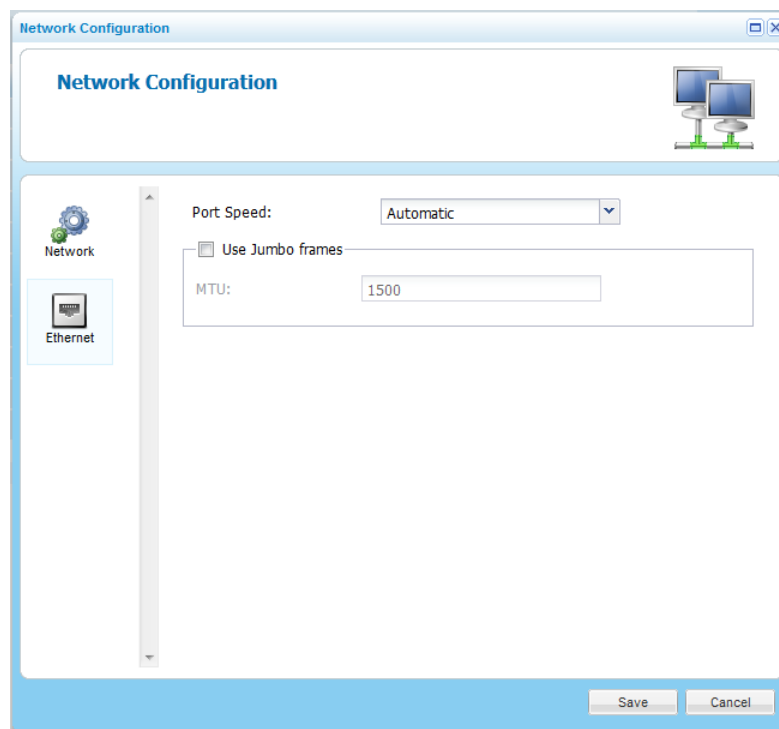 Network Configuration
Network Configuration
Network
Ethernet
Port Speed: Automatic
Use Jumbo frames
MTU: 1500
Save Cancel